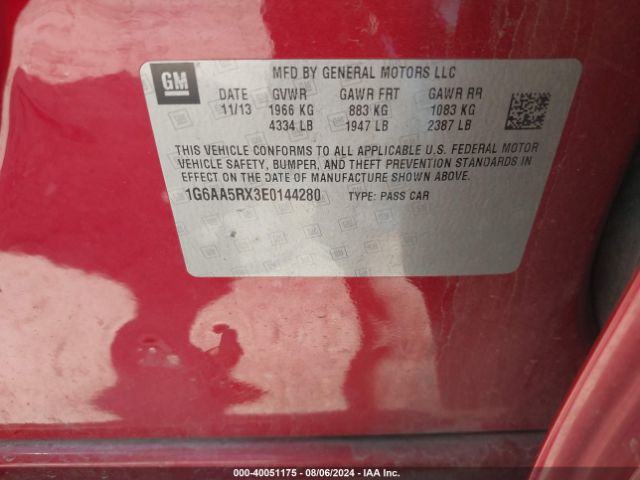 GM
MFD BY GENERAL MOTORS LLC
DATE GVWR GAWR FRT GAWR RR
11/13 1966 KG 883 KG 1083 KG
4334 LB 1947 LB 2387 LB
THIS VEHICLE CONFORMS TO ALL APPLICABLE U.S. FEDERAL MOTOR
VEHICLE SAFETY, BUMPER, AND THEFT PREVENTION STANDARDS IN
EFFECT ON THE DATE OF MANUFACTURE SHOWN ABOVE.
1G6AA5RX3E0144280 TYPE: PASS CAR
000-40051175 - 08/06/2024 - IAA Inc.